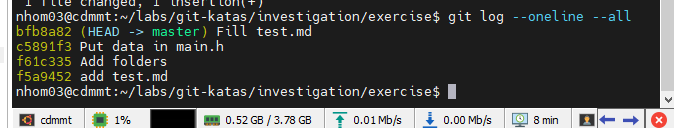 1 file changed, 1 insertion(+)
nhom03@cdmmt:~/labs/git-katas/investigation/exercise$ git log --oneline --all
bfb8a82 (HEAD -> master) Fill test.md
c5891f3 Put data in main.h
f61c335 Add folders
f5a9452 add test.md
nhom03@cdmmt:~/labs/git-katas/investigation/exercise$
cdmmt 1% 0.52 GB / 3.78 GB 0.01 Mb/s 0.00 Mb/s 8 min